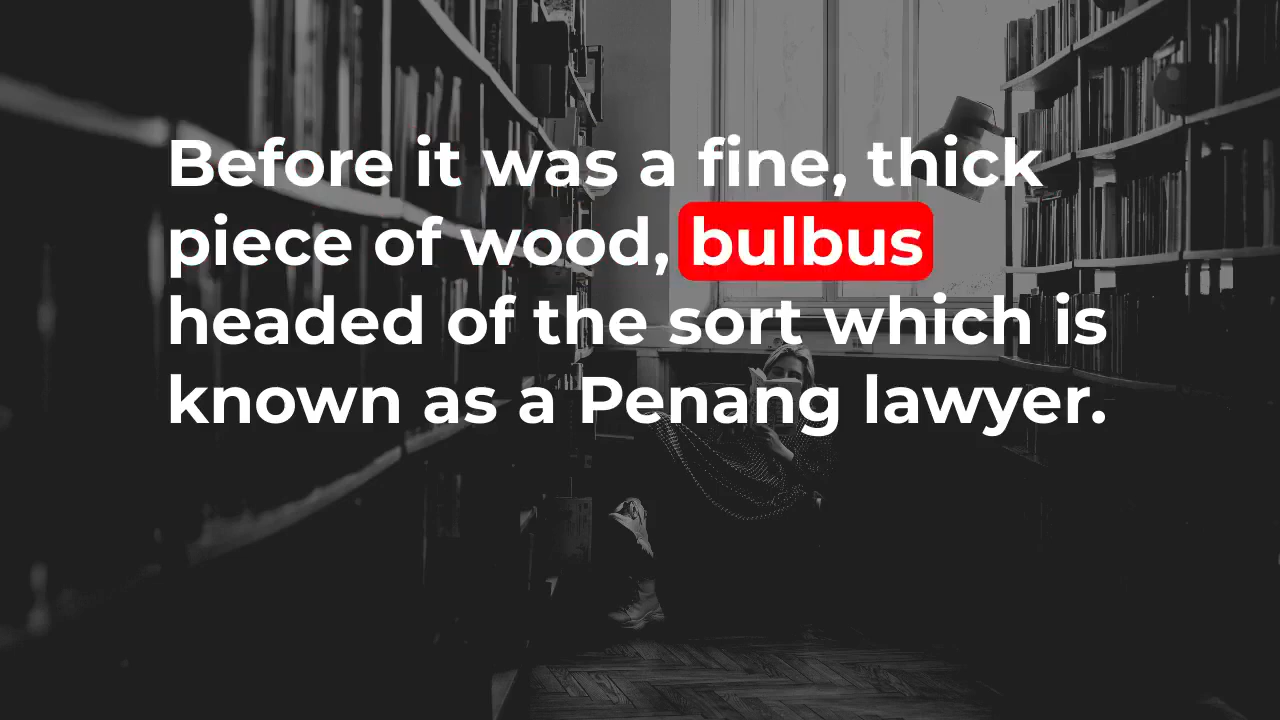 Before it was a fine, thick
piece of wood, bulbus
headed of the sort which is
known as a Penang lawyer.